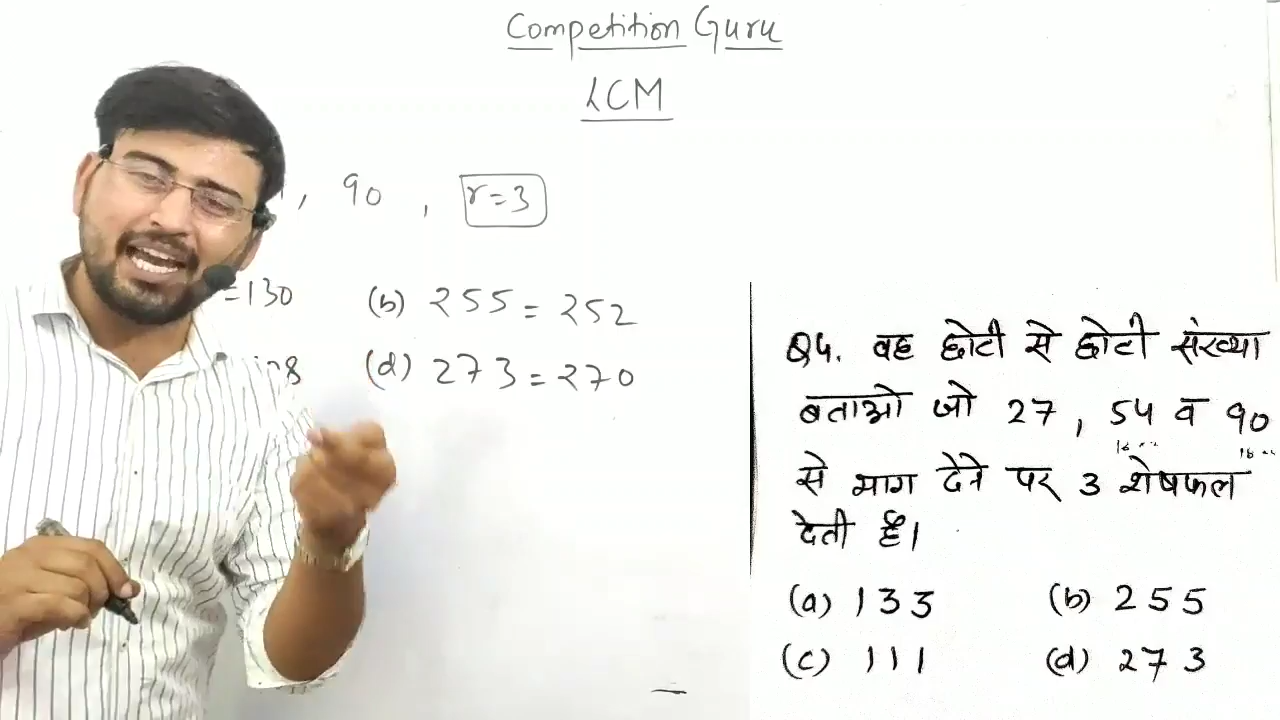 Competition Guru
LCM
, 90 , r=3
=130 (b) 255 = 252
(d) 273 = 270
Q4. वह छोटी से छोटी संख्या
बताओ जो 27, 54 व 90
से भाग देने पर 3 शेषफल
देती है।
(a) 133 (b) 255
(c) 111 (d) 273